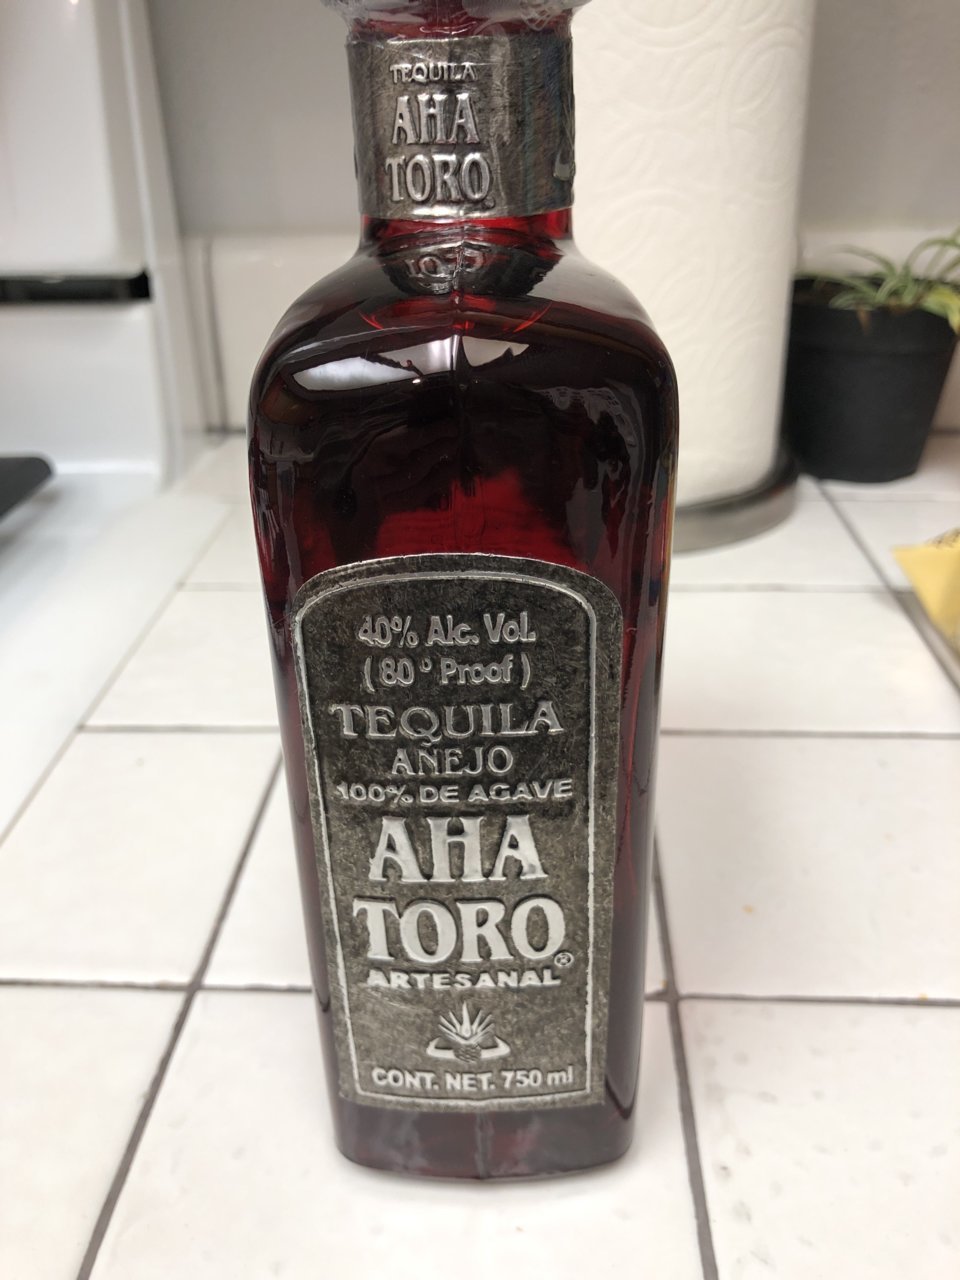 TEQUILA
AHA
TORO
40% Alc. Vol.
( 80° Proof )
TEQUILA
AÑEJO
100% DE AGAVE
AHA
TORO®
ARTESANAL
CONT. NET. 750 ml